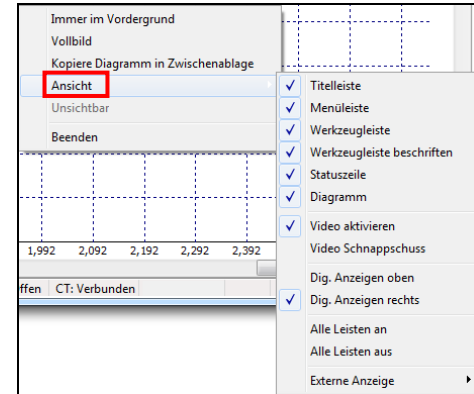 Immer im Vordergrund
Vollbild
Kopiere Diagramm in Zwischenablage
Ansicht
Unsichtbar
Beenden
Titelleiste
Menüleiste
Werkzeugleiste
Werkzeugleiste beschriften
Statuszeile
Diagramm
Video aktivieren
Video Schnappschuss
Dig. Anzeigen oben
Dig. Anzeigen rechts
Alle Leisten an
Alle Leisten aus
Externe Anzeige
1,992 2,092 2,192 2,292 2,392
ffen CT: Verbunden